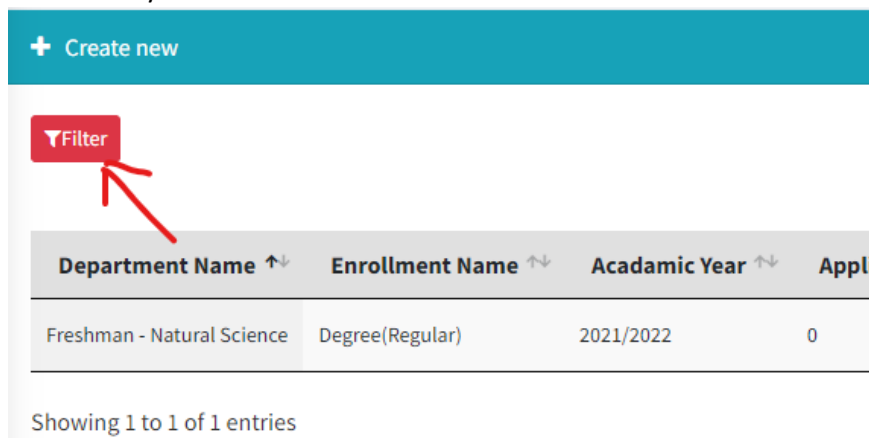 Create new
Filter
Department Name Enrollment Name Acadamic Year Appl
Freshman - Natural Science Degree(Regular) 2021/2022 0
Showing 1 to 1 of 1 entries